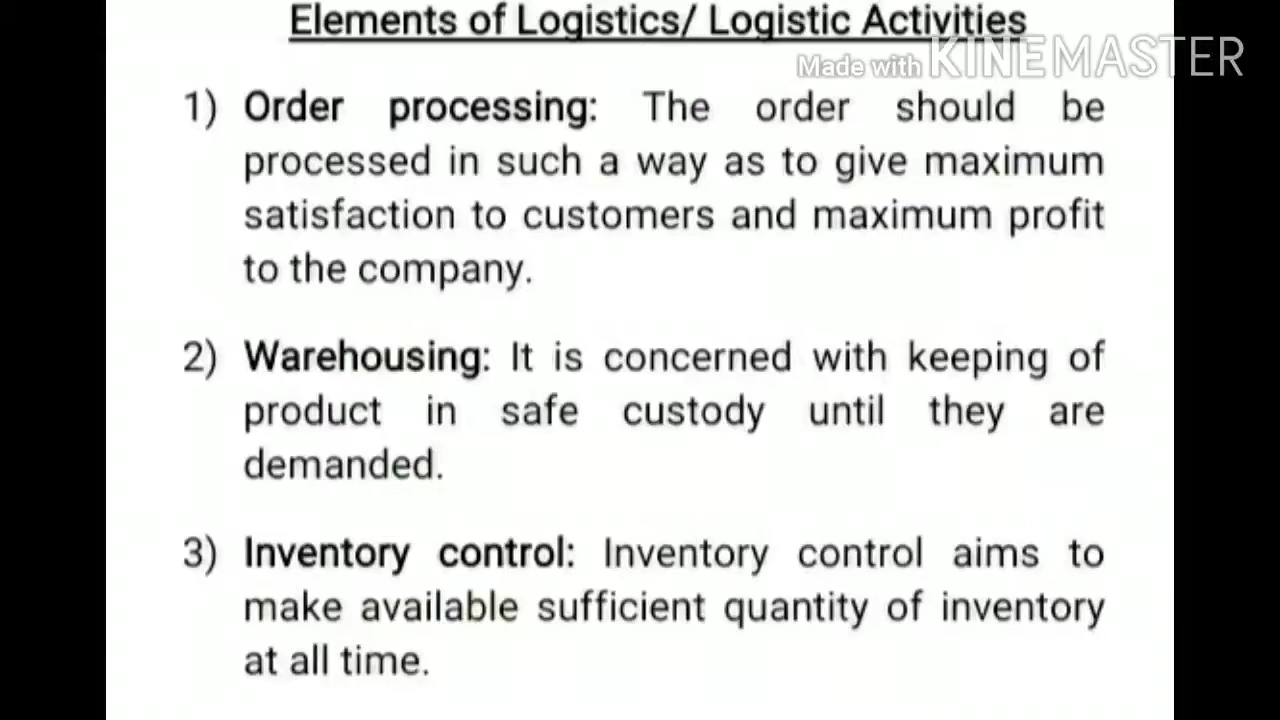 Elements of Logistics/ Logistic Activities
Made with KINEMASTER
1) Order processing: The order should be
processed in such a way as to give maximum
satisfaction to customers and maximum profit
to the company.
2) Warehousing: It is concerned with keeping of
product in safe custody until they are
demanded.
3) Inventory control: Inventory control aims to
make available sufficient quantity of inventory
at all time.